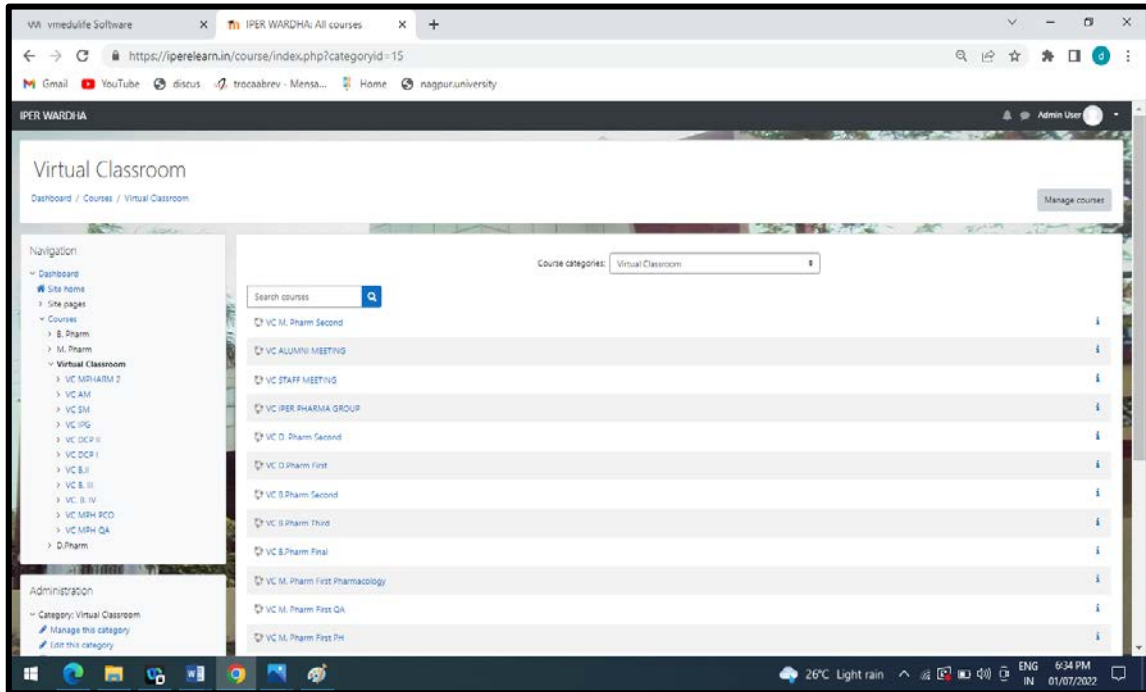 vmedulife Software
IPER WARDHA: All courses
https://iperelearn.in/course/index.php?categoryid=15
d
Gmail YouTube discus trocaabrev - Mensa... Home nagpur.university
IPER WARDHA
Admin User
Virtual Classroom
Dashboard / Courses / Virtual Classroom
Manage courses
Navigation
Dashboard
Site home
Site pages
Courses
B. Pharm
M. Pharm
Virtual Classroom
VC MPHARM 2
VC AM
VC SM
VC IPG
VC DCP II
VC DCP I
VC B.II
VC B. III
VC. B. IV
VC MPH PCO
VC MPH QA
D.Pharm
Administration
Category: Virtual Classroom
Manage this category
Edit this category
Course categories: Virtual Classroom
Search courses
VC M. Pharm Second
VC ALUMNI MEETING
VC STAFF MEETING
VC IPER PHARMA GROUP
VC D. Pharm Second
VC D.Pharm First
VC B.Pharm Second
VC B.Pharm Third
VC B.Pharm Final
VC M. Pharm First Pharmacology
VC M. Pharm First QA
VC M. Pharm First PH
26°C Light rain
ENG
IN
6:34 PM
01/07/2022